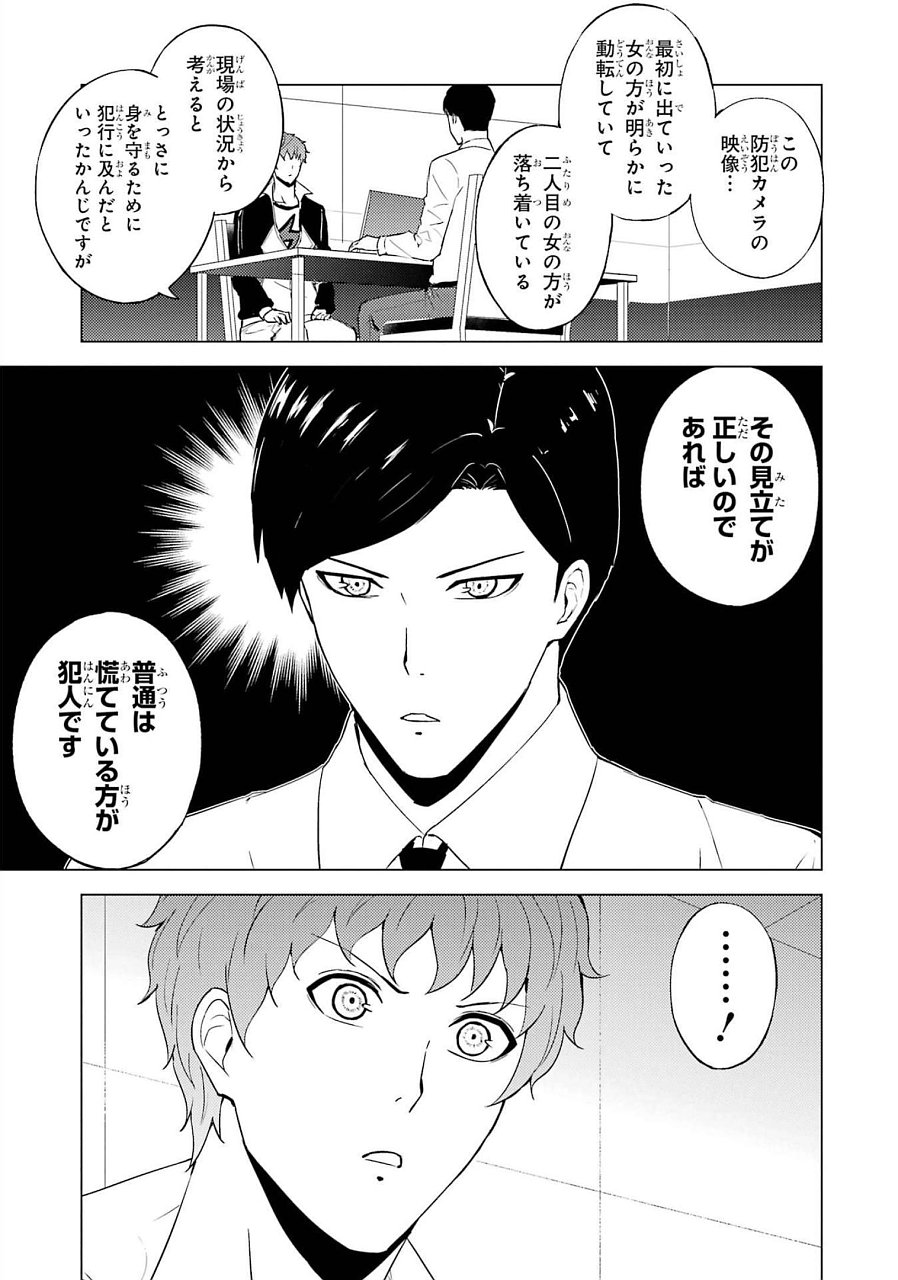 この
防犯カメラの
映像…
最初に出ていった
女の方が明らかに
動転していて
二人目の女の方が
落ち着いている
現場の状況から
考えると
とっさに
身を守るために
犯行に及んだと
いったかんじですが
その見立てが
正しいので
あれば
普通は
慌てている方が
犯人です
………！